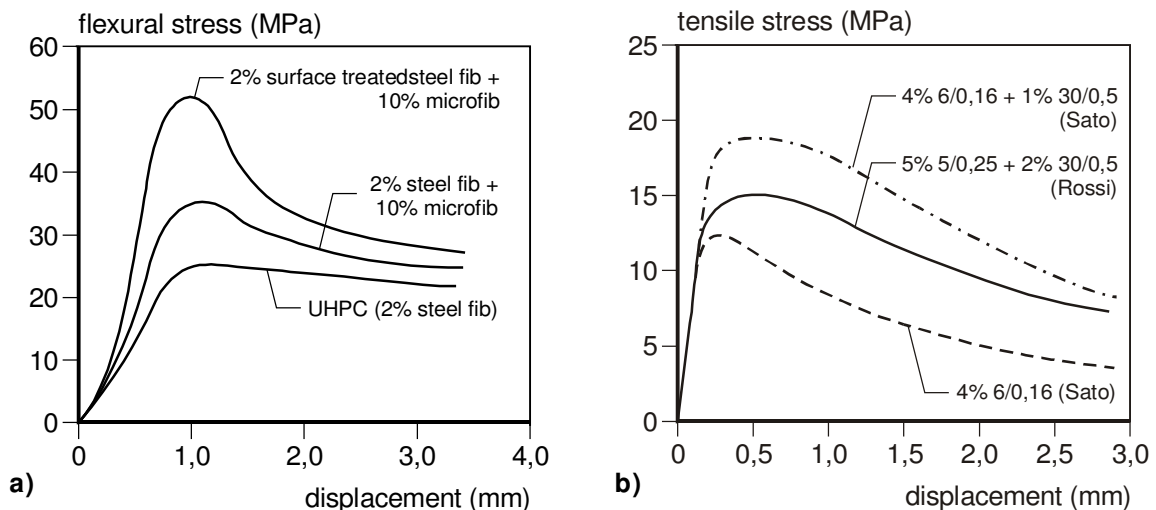 flexural stress (MPa)
60
50
40
30
20
10
0
2% surface treatedsteel fib +
10% microfib
2% steel fib +
10% microfib
UHPC (2% steel fib)
0 1,0 2,0 3,0 4,0
displacement (mm)
a)
tensile stress (MPa)
25
20
15
10
5
0
4% 6/0,16 + 1% 30/0,5
(Sato)
5% 5/0,25 + 2% 30/0,5
(Rossi)
4% 6/0,16 (Sato)
0 0,5 1,0 1,5 2,0 2,5 3,0
displacement (mm)
b)